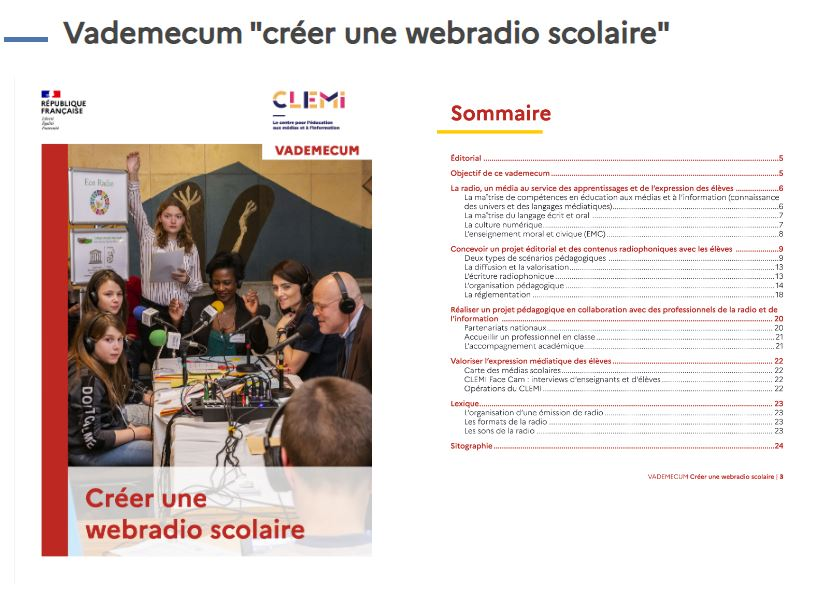 Vademecum "créer une webradio scolaire"
RÉPUBLIQUE
FRANÇAISE
Liberté
Égalité
Fraternité
CLEMI
Le centre pour l'éducation
aux médias et à l'information
VADEMECUM
Eco Radio
Créer une
webradio scolaire
Sommaire
Éditorial ........ 5
Objectif de ce vademecum ........ 5
La radio, un média au service des apprentissages et de l'expression des élèves ........ 6
La maîtrise de compétences en éducation aux médias et à l'information (connaissance
des univers et des langages médiatiques) ........ 6
La maîtrise du langage écrit et oral ........ 7
La culture numérique ........ 7
L'enseignement moral et civique (EMC) ........ 8
Concevoir un projet éditorial et des contenus radiophoniques avec les élèves ........ 9
Deux types de scénarios pédagogiques ........ 9
La diffusion et la valorisation ........ 13
L'écriture radiophonique ........ 13
L'organisation pédagogique ........ 14
La réglementation ........ 18
Réaliser un projet pédagogique en collaboration avec des professionnels de la radio et de
l'information ........ 20
Partenariats nationaux ........ 20
Accueillir un professionnel en classe ........ 21
L'accompagnement académique ........ 21
Valoriser l'expression médiatique des élèves ........ 22
Carte des médias scolaires ........ 22
CLEMI Face Cam : interviews d'enseignants et d'élèves ........ 22
Opérations du CLEMI ........ 22
Lexique ........ 23
L'organisation d'une émission de radio ........ 23
Les formats de la radio ........ 23
Les sons de la radio ........ 23
Sitographie ........ 24
VADEMECUM Créer une webradio scolaire | 3